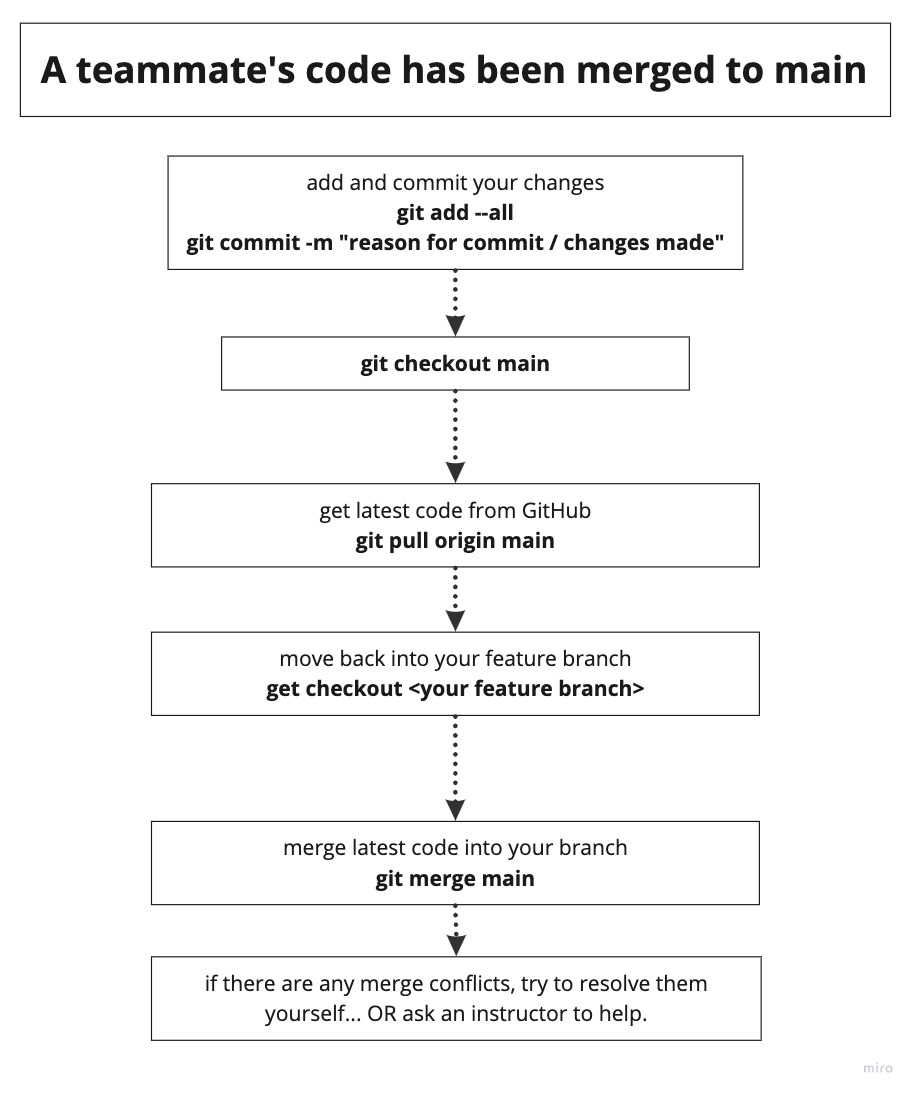 A teammate's code has been merged to main
add and commit your changes
git add --all
git commit -m "reason for commit / changes made"
git checkout main
get latest code from GitHub
git pull origin main
move back into your feature branch
get checkout <your feature branch>
merge latest code into your branch
git merge main
if there are any merge conflicts, try to resolve them
yourself... OR ask an instructor to help.
miro